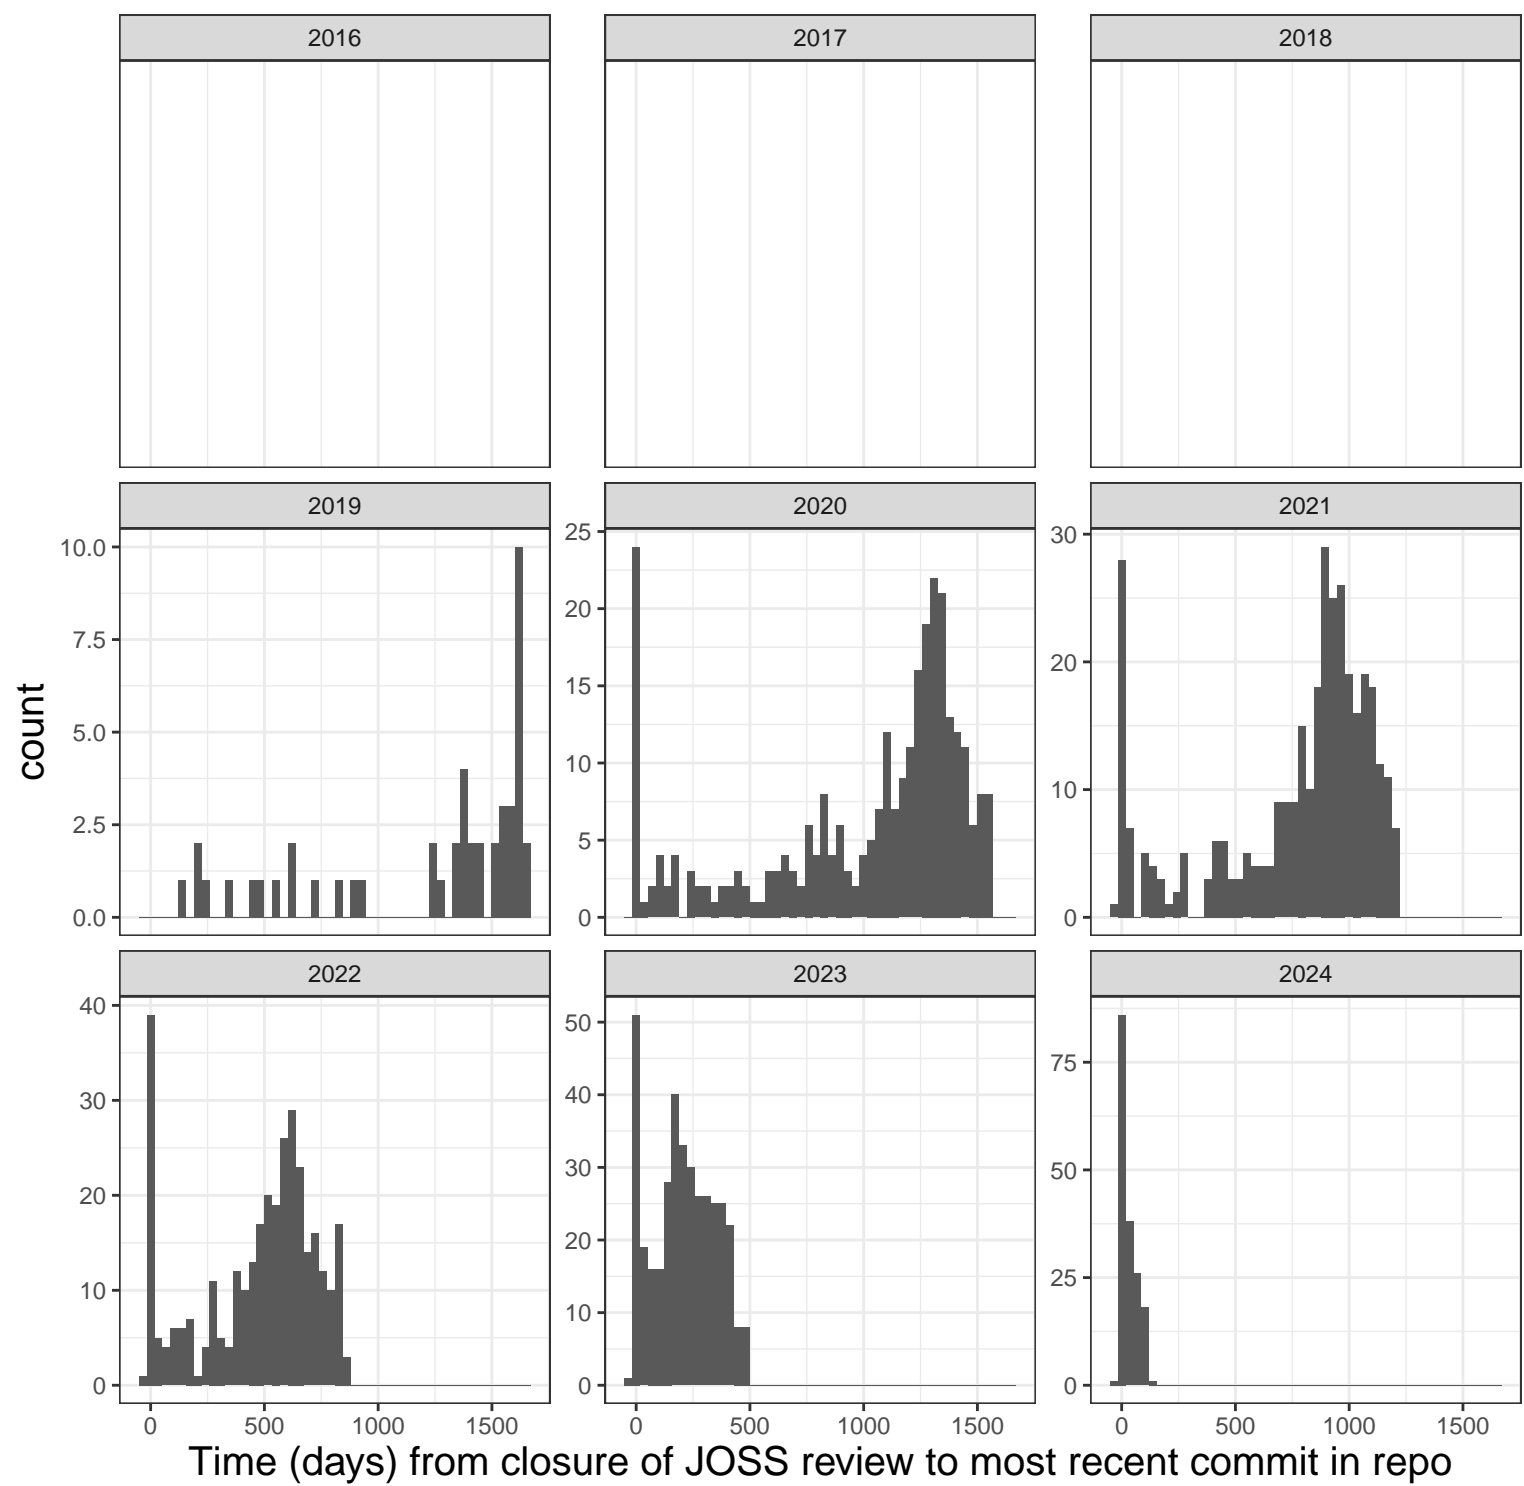 2016 2017 2018
2019 2020 2021
10.0 25 30
7.5 20 20
5.0 15 10
2.5 10 0
0.0 5
0
count
2022 2023 2024
40 50 75
30 40 50
20 30 25
10 20 0
0 10
0
0 500 1000 1500 0 500 1000 1500 0 500 1000 1500
Time (days) from closure of JOSS review to most recent commit in repo